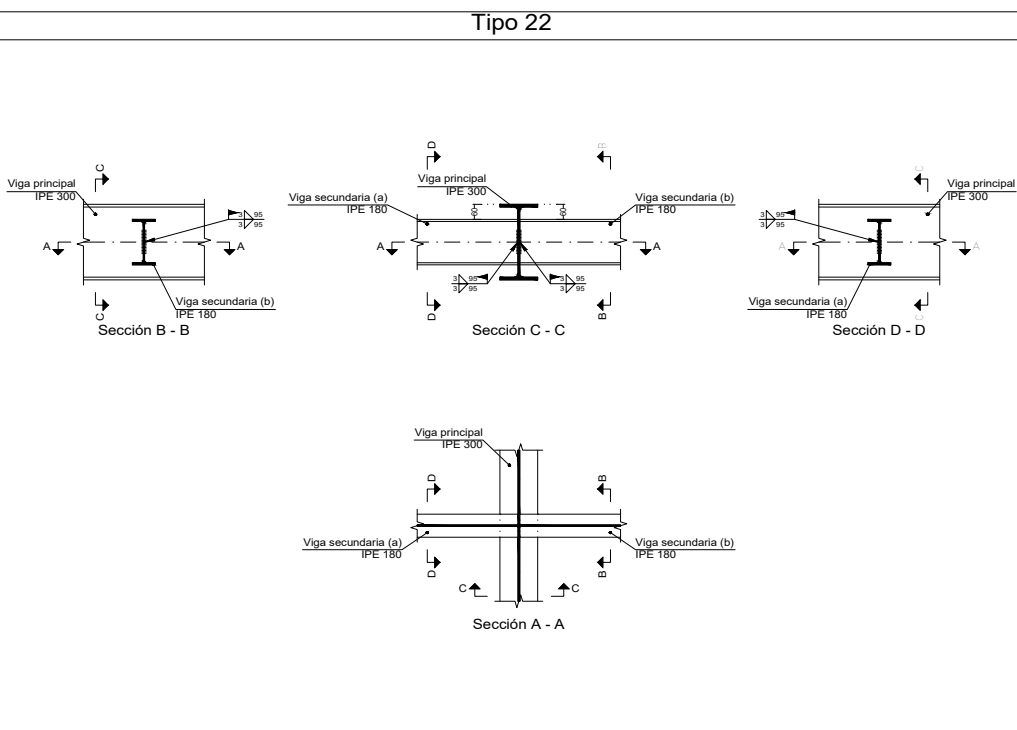 Tipo 22
C
Viga principal
IPE 300
3 95
3 95
A
A
Viga secundaria (b)
IPE 180
C
Sección B - B
D
B
Viga principal
IPE 300
Viga secundaria (a)
IPE 180
60
60
Viga secundaria (b)
IPE 180
A
A
3 95
3 95
3 95
3 95
D
B
Sección C - C
C
Viga principal
IPE 300
3 95
3 95
A
A
Viga secundaria (a)
IPE 180
C
Sección D - D
Viga principal
IPE 300
D
B
Viga secundaria (a)
IPE 180
Viga secundaria (b)
IPE 180
D
B
C
C
Sección A - A